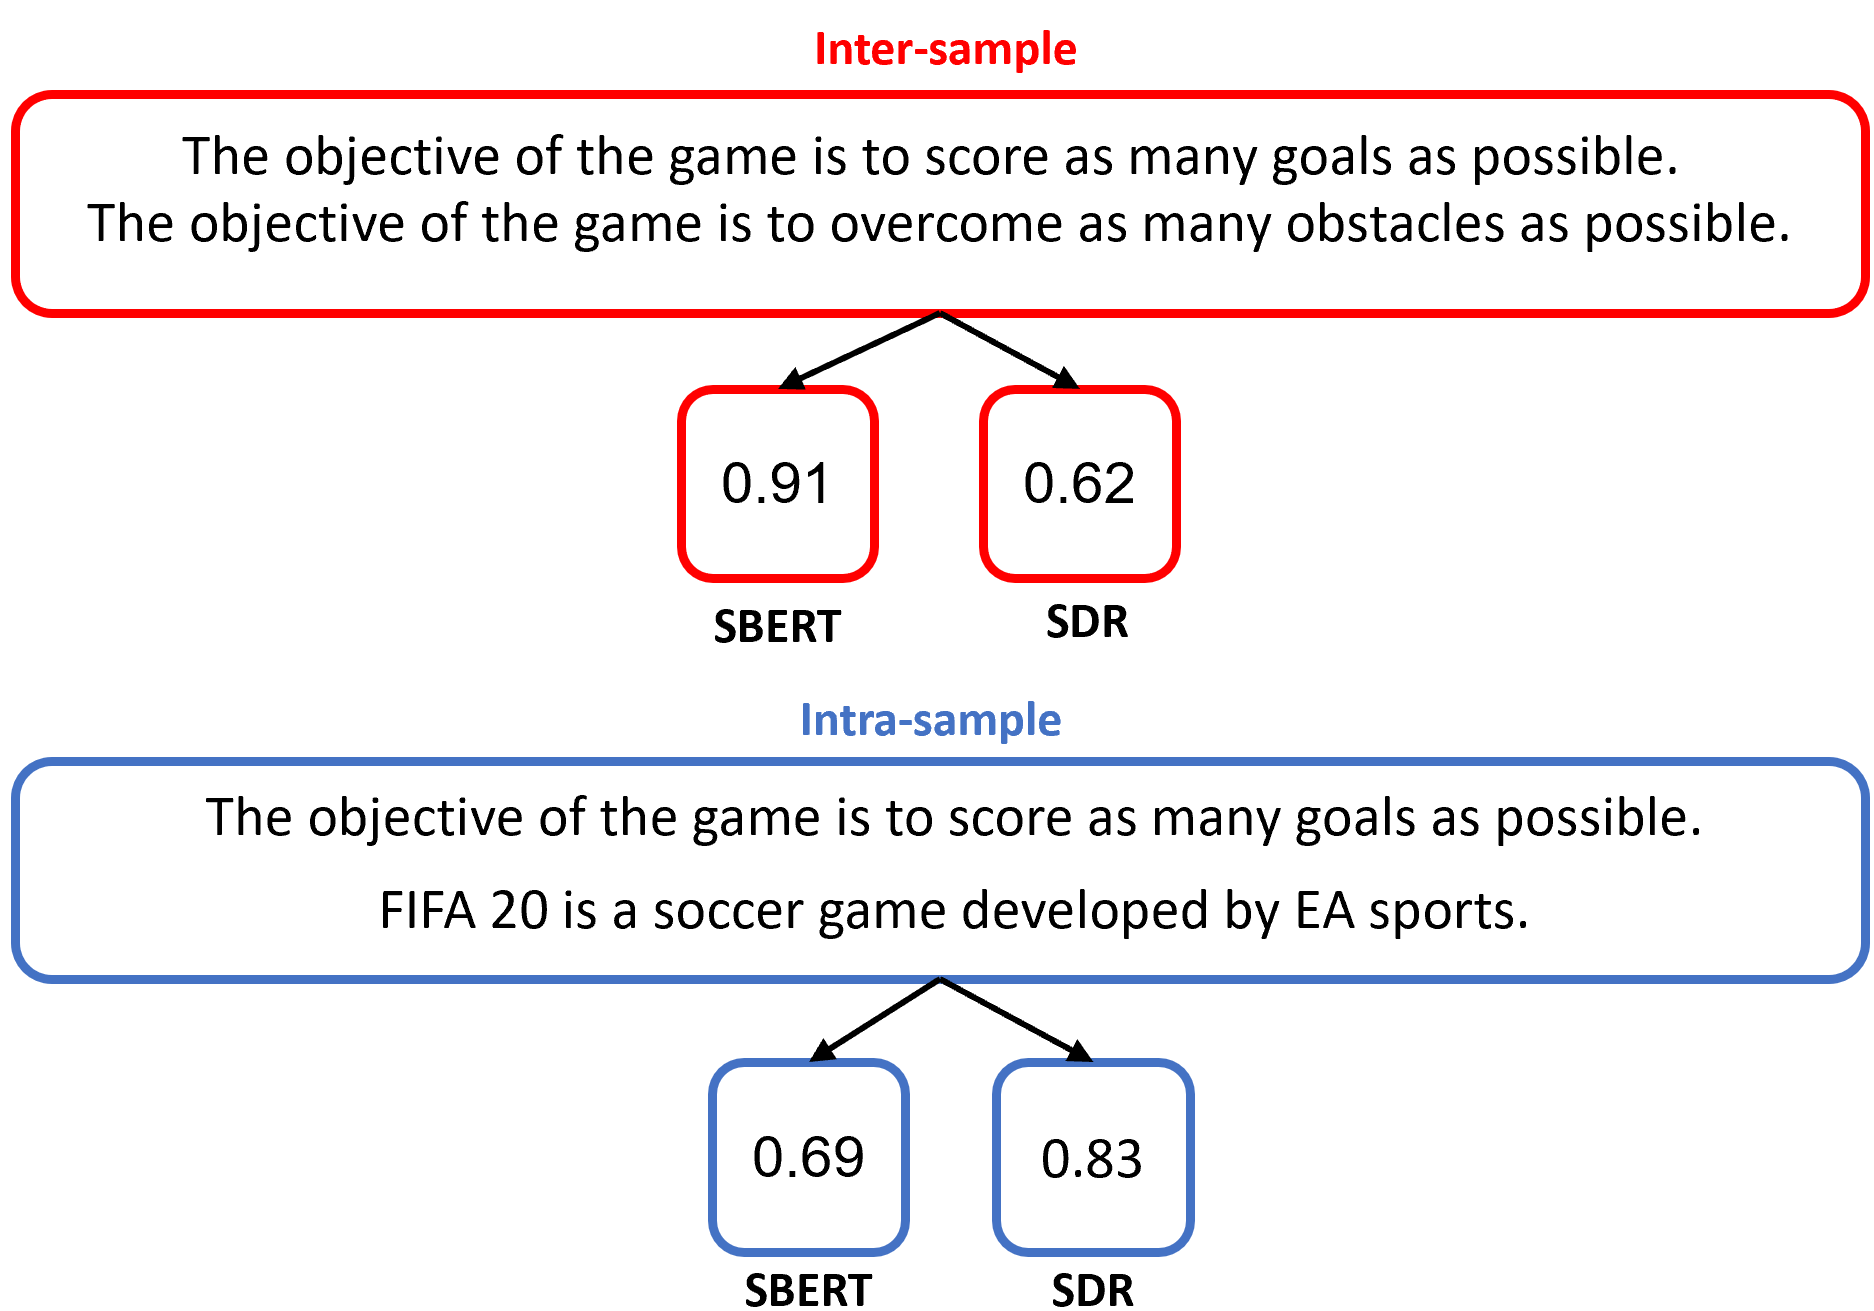 Inter-sample
The objective of the game is to score as many goals as possible.
The objective of the game is to overcome as many obstacles as possible.
0.91 0.62
SBERT SDR
Intra-sample
The objective of the game is to score as many goals as possible.
FIFA 20 is a soccer game developed by EA sports.
0.69 0.83
SBERT SDR